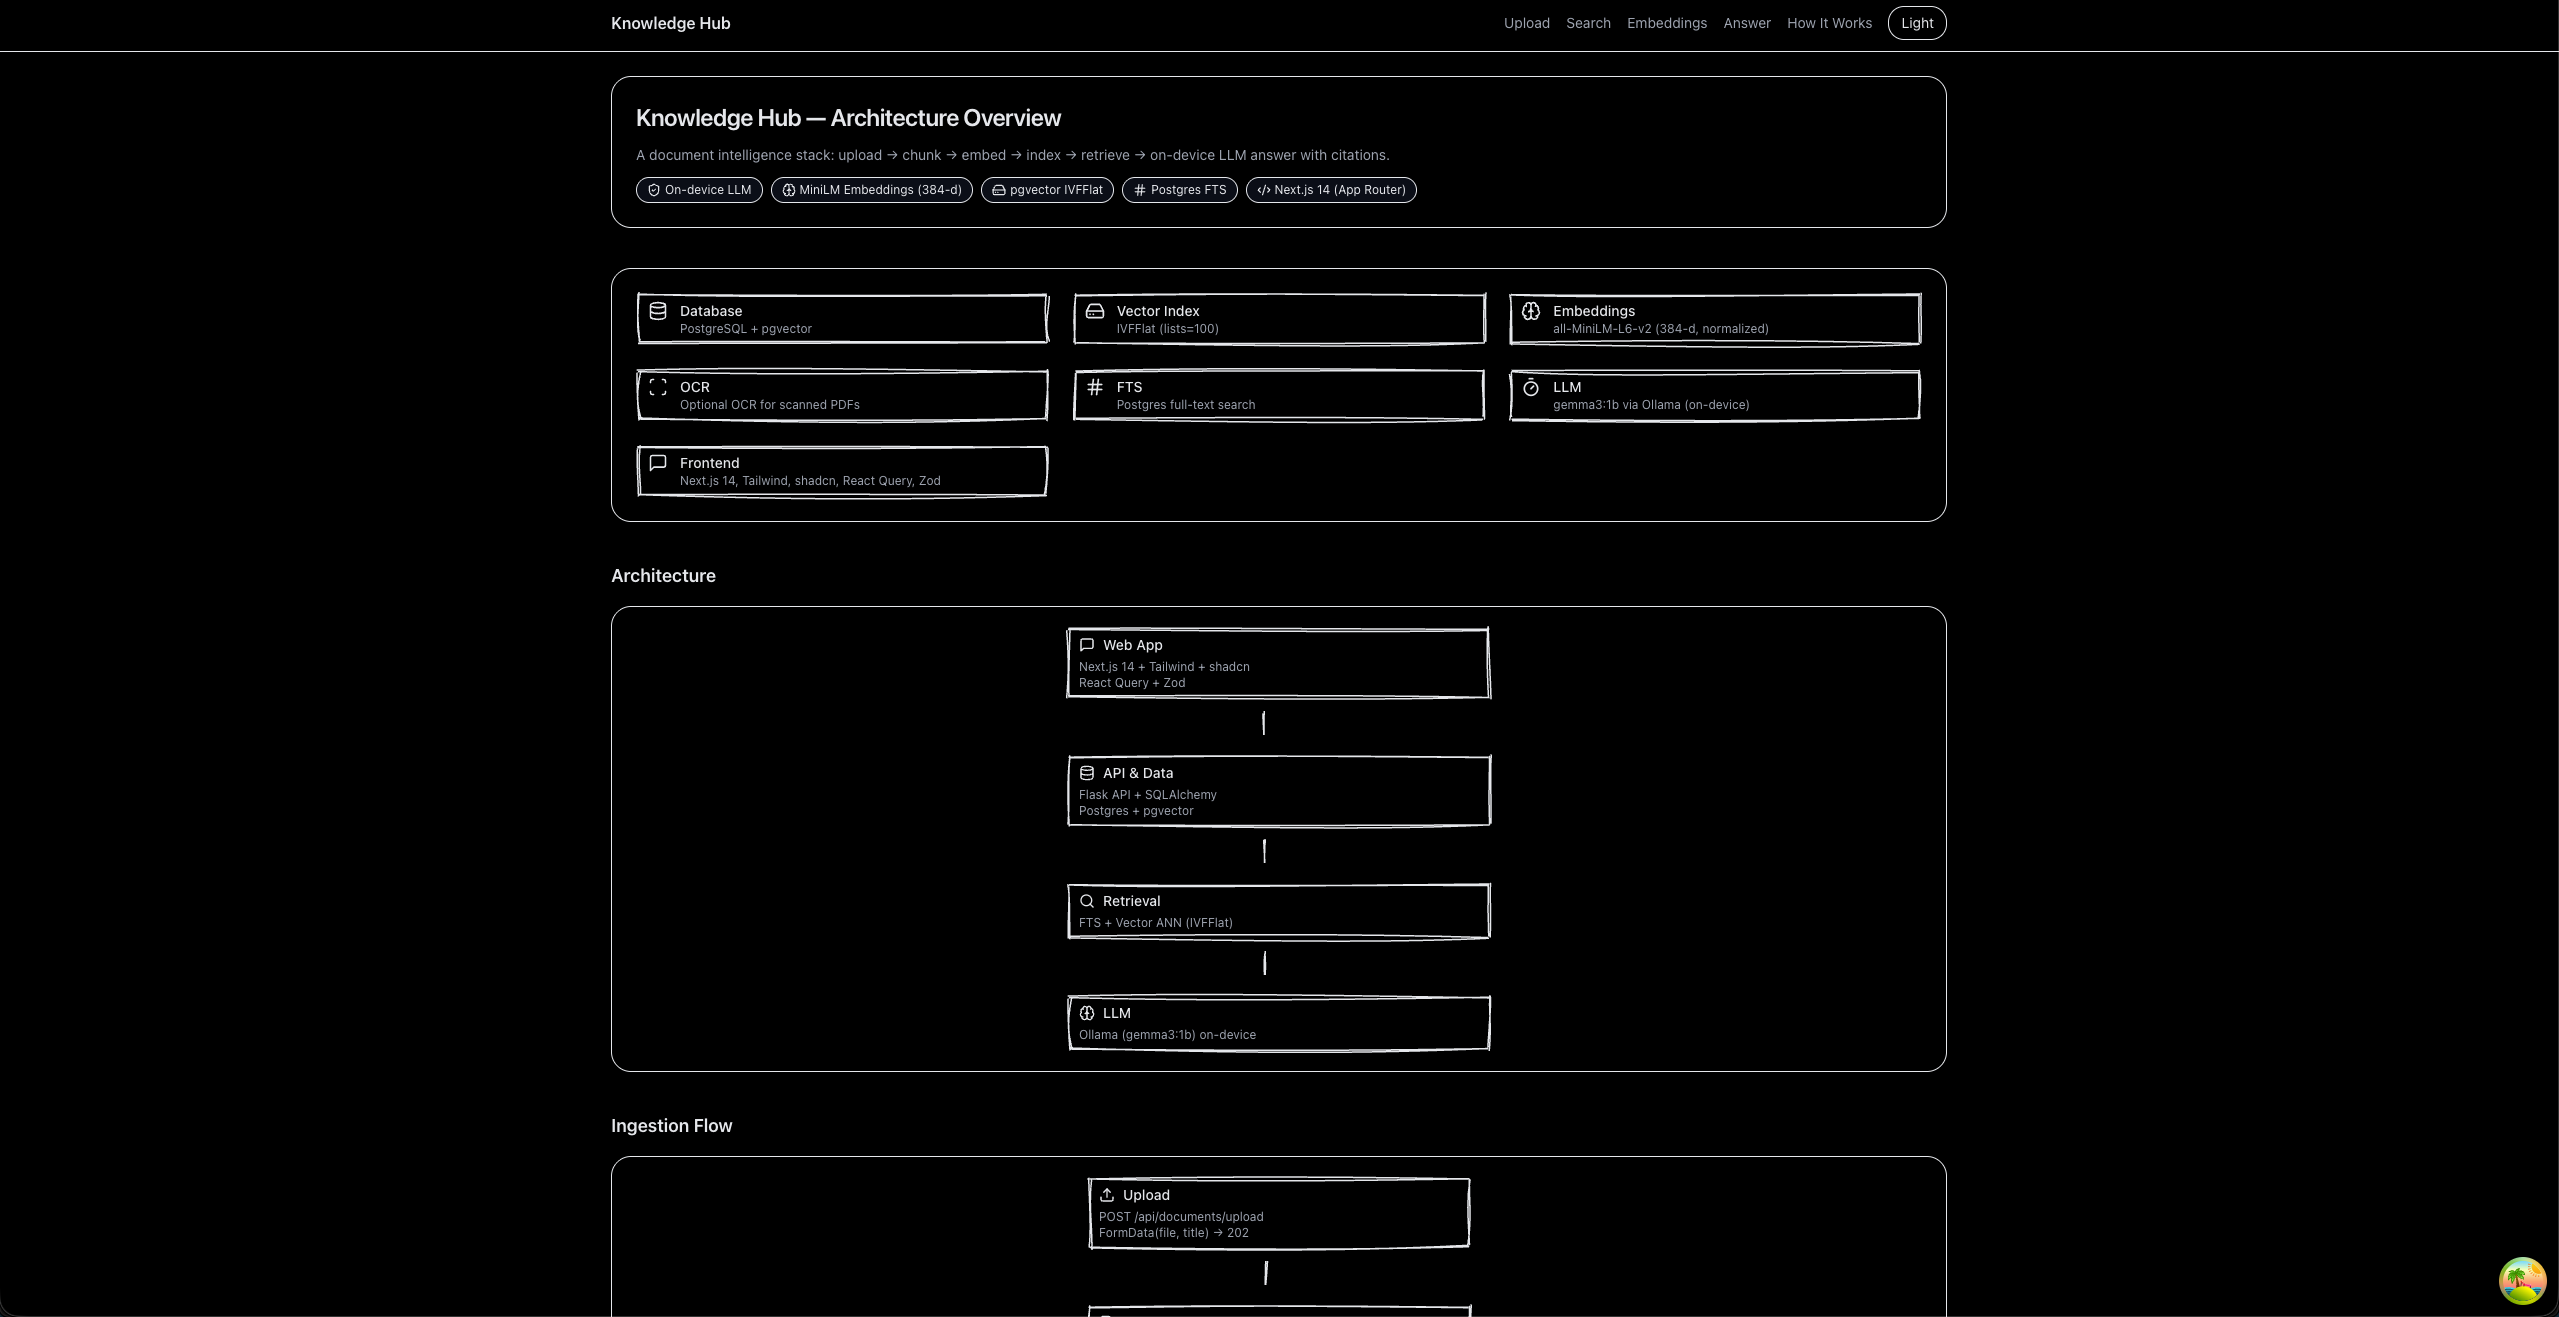 Knowledge Hub
Upload Search Embeddings Answer How It Works Light
Knowledge Hub — Architecture Overview
A document intelligence stack: upload → chunk → embed → index → retrieve → on-device LLM answer with citations.
On-device LLM MiniLM Embeddings (384-d) pgvector IVFFlat Postgres FTS Next.js 14 (App Router)
Database
PostgreSQL + pgvector
Vector Index
IVFFlat (lists=100)
Embeddings
all-MiniLM-L6-v2 (384-d, normalized)
OCR
Optional OCR for scanned PDFs
FTS
Postgres full-text search
LLM
gemma3:1b via Ollama (on-device)
Frontend
Next.js 14, Tailwind, shadcn, React Query, Zod
Architecture
Web App
Next.js 14 + Tailwind + shadcn
React Query + Zod
API & Data
Flask API + SQLAlchemy
Postgres + pgvector
Retrieval
FTS + Vector ANN (IVFFlat)
LLM
Ollama (gemma3:1b) on-device
Ingestion Flow
Upload
POST /api/documents/upload
FormData(file, title) → 202